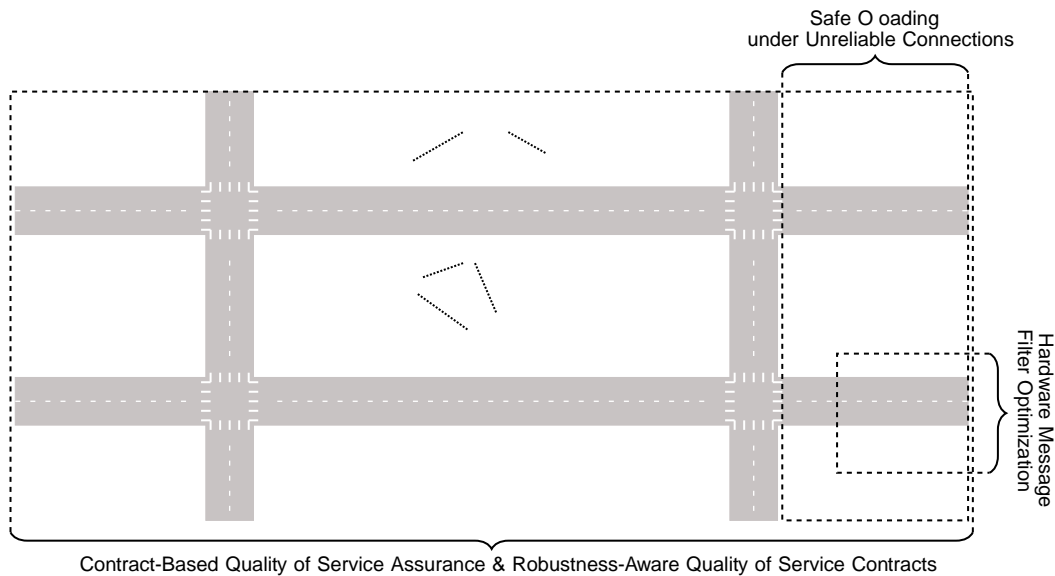 Safe O oading
under Unreliable Connections
Hardware Message
Filter Optimization
Contract-Based Quality of Service Assurance & Robustness-Aware Quality of Service Contracts